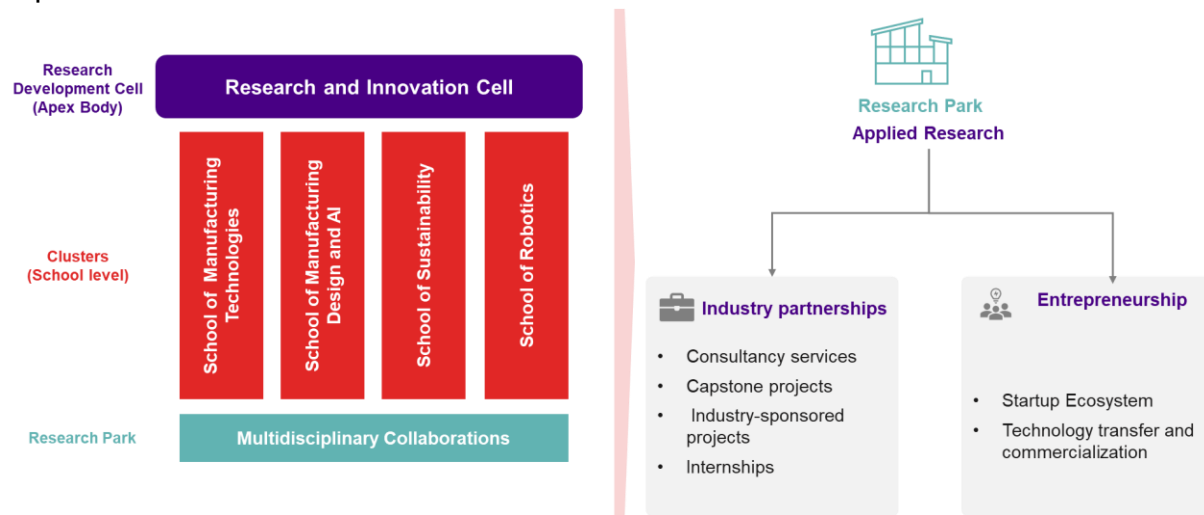 Research
Development Cell
(Apex Body)
Research and Innovation Cell
Clusters
(School level)
School of Manufacturing
Technologies
School of Manufacturing
Design and AI
School of Sustainability
School of Robotics
Research Park
Multidisciplinary Collaborations
Research Park
Applied Research
Industry partnerships
• Consultancy services
• Capstone projects
• Industry-sponsored
projects
• Internships
Entrepreneurship
• Startup Ecosystem
• Technology transfer and
commercialization